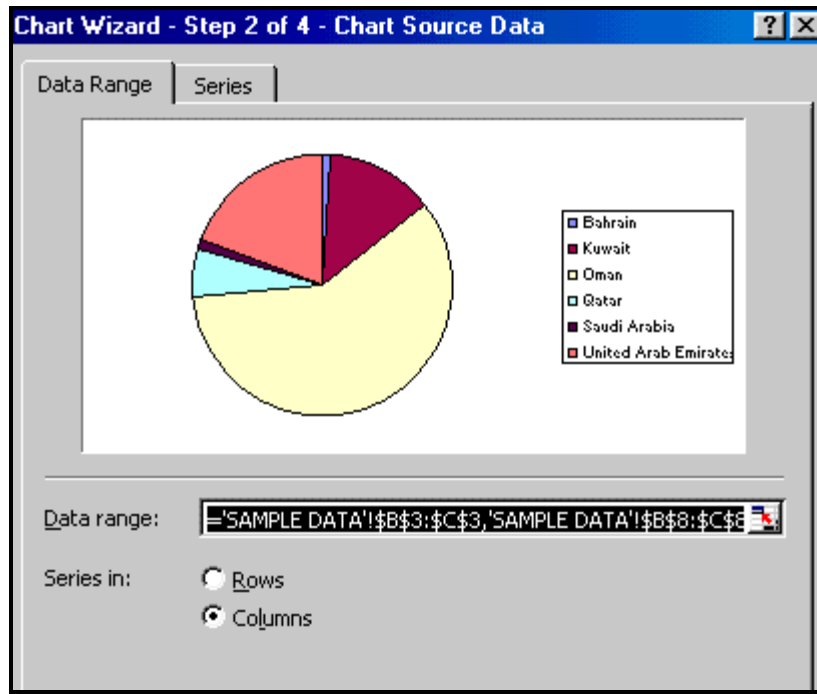 Chart Wizard - Step 2 of 4 - Chart Source Data
Data Range
Series
Bahrain
Kuwait
Oman
Qatar
Saudi Arabia
United Arab Emirates
Data range:
='SAMPLE DATA'!$B$3:$C$3,'SAMPLE DATA'!$B$8:$C$8
Series in:
Rows
Columns